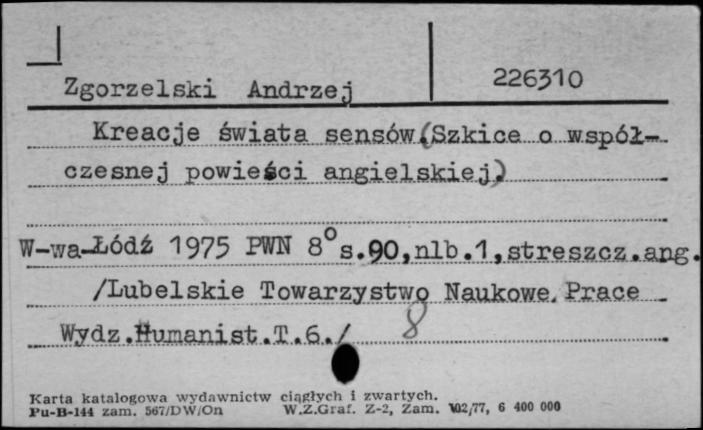 Zgorzelski Andrzej 226310
Kreacje świata sensów.(Szkice o współ-
czesnej powieści angielskiej)
W-wa-Łódź 1975 PWN 8° s.90,nlb.1,streszcz.ang.
/Lubelskie Towarzystwo Naukowe. Prace
Wydz.Humanist.T.6./ 8
Karta katalogowa wydawnictw ciągłych i zwartych.
Pu-B-144 zam. 567/DW/On W.Z.Graf. Z-2, Zam. 102/77, 6 400 000